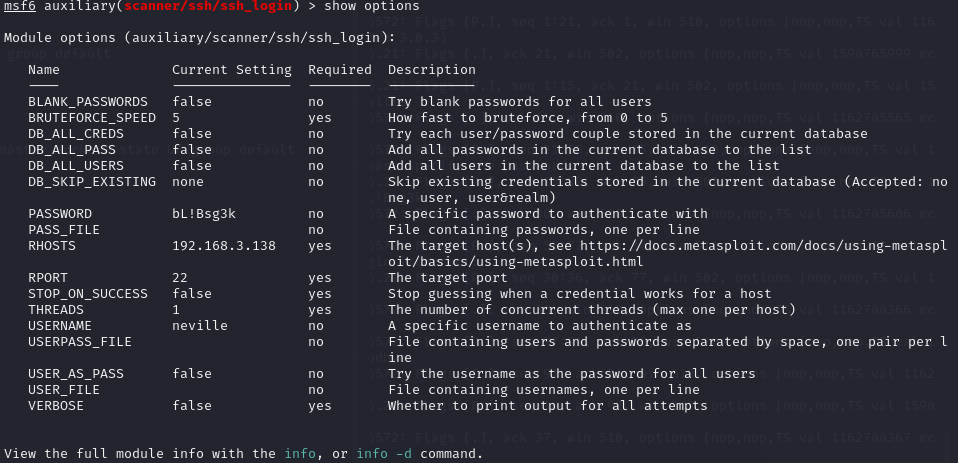 msf6 auxiliary(scanner/ssh/ssh_login) > show options
Module options (auxiliary/scanner/ssh/ssh_login):
Name Current Setting Required Description
BLANK_PASSWORDS false no Try blank passwords for all users
BRUTEFORCE_SPEED 5 yes How fast to bruteforce, from 0 to 5
DB_ALL_CREDS false no Try each user/password couple stored in the current database
DB_ALL_PASS false no Add all passwords in the current database to the list
DB_ALL_USERS false no Add all users in the current database to the list
DB_SKIP_EXISTING none no Skip existing credentials stored in the current database (Accepted: no
ne, user, user&realm)
PASSWORD bL!Bsg3k no A specific password to authenticate with
PASS_FILE no File containing passwords, one per line
RHOSTS 192.168.3.138 yes The target host(s), see https://docs.metasploit.com/docs/using-metaspl
oit/basics/using-metasploit.html
RPORT 22 yes The target port
STOP_ON_SUCCESS false yes Stop guessing when a credential works for a host
THREADS 1 yes The number of concurrent threads (max one per host)
USERNAME neville no A specific username to authenticate as
USERPASS_FILE no File containing users and passwords separated by space, one pair per l
ine
USER_AS_PASS false no Try the username as the password for all users
USER_FILE no File containing usernames, one per line
VERBOSE false yes Whether to print output for all attempts
View the full module info with the info, or info -d command.